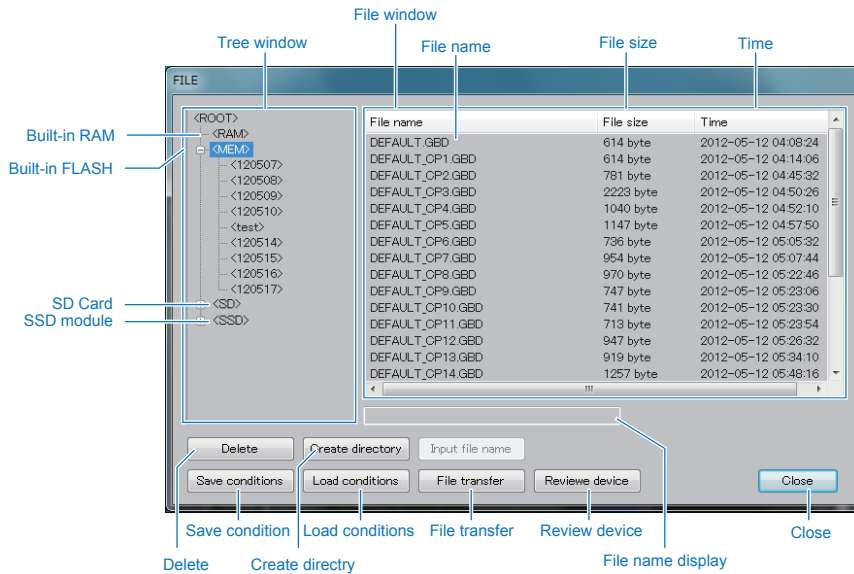 File window
Tree window
File name
File size
Time
FILE
<ROOT>
<RAM>
<MEM>
<120507>
<120508>
<120509>
<120510>
<test>
<120514>
<120515>
<120516>
<120517>
<SD>
<SSD>
Built-in RAM
Built-in FLASH
SD Card
SSD module
File name File size Time
DEFAULT.GBD 614 byte 2012-05-12 04:08:24
DEFAULT_CP1.GBD 614 byte 2012-05-12 04:14:06
DEFAULT_CP2.GBD 781 byte 2012-05-12 04:45:32
DEFAULT_CP3.GBD 2223 byte 2012-05-12 04:50:26
DEFAULT_CP4.GBD 1040 byte 2012-05-12 04:52:10
DEFAULT_CP5.GBD 1147 byte 2012-05-12 04:57:50
DEFAULT_CP6.GBD 736 byte 2012-05-12 05:05:32
DEFAULT_CP7.GBD 954 byte 2012-05-12 05:07:44
DEFAULT_CP8.GBD 970 byte 2012-05-12 05:22:46
DEFAULT_CP9.GBD 747 byte 2012-05-12 05:23:06
DEFAULT_CP10.GBD 741 byte 2012-05-12 05:23:30
DEFAULT_CP11.GBD 713 byte 2012-05-12 05:23:54
DEFAULT_CP12.GBD 947 byte 2012-05-12 05:26:32
DEFAULT_CP13.GBD 919 byte 2012-05-12 05:34:10
DEFAULT_CP14.GBD 1257 byte 2012-05-12 05:48:16
Delete Create directory Input file name
Save conditions Load conditions File transfer Reviewe device Close
Save condition Load conditions File transfer Review device Close
Delete Create directry File name display